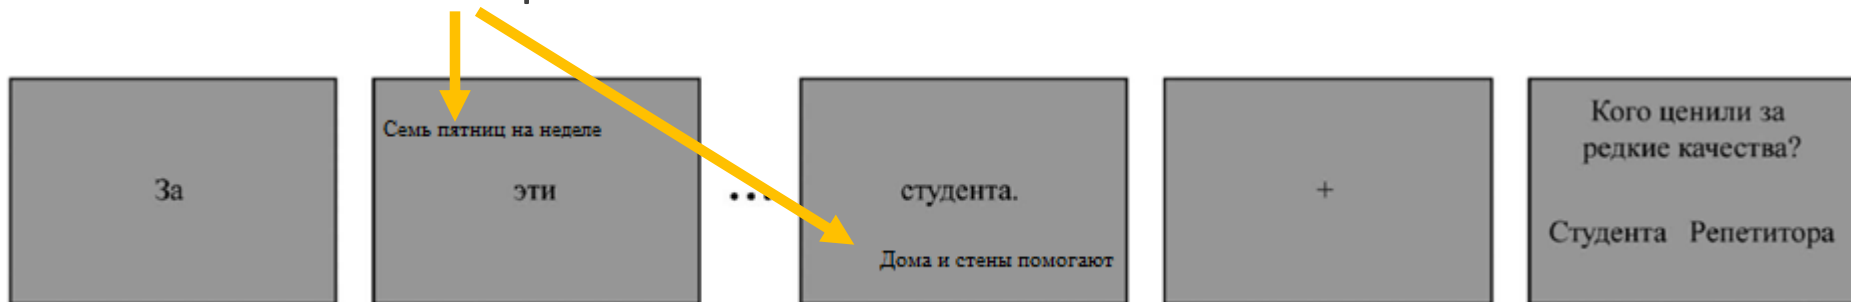 За
Семь пятниц на неделе
эти
...
студента.
Дома и стены помогают
+
Кого ценили за
редкие качества?
Студента Репетитора